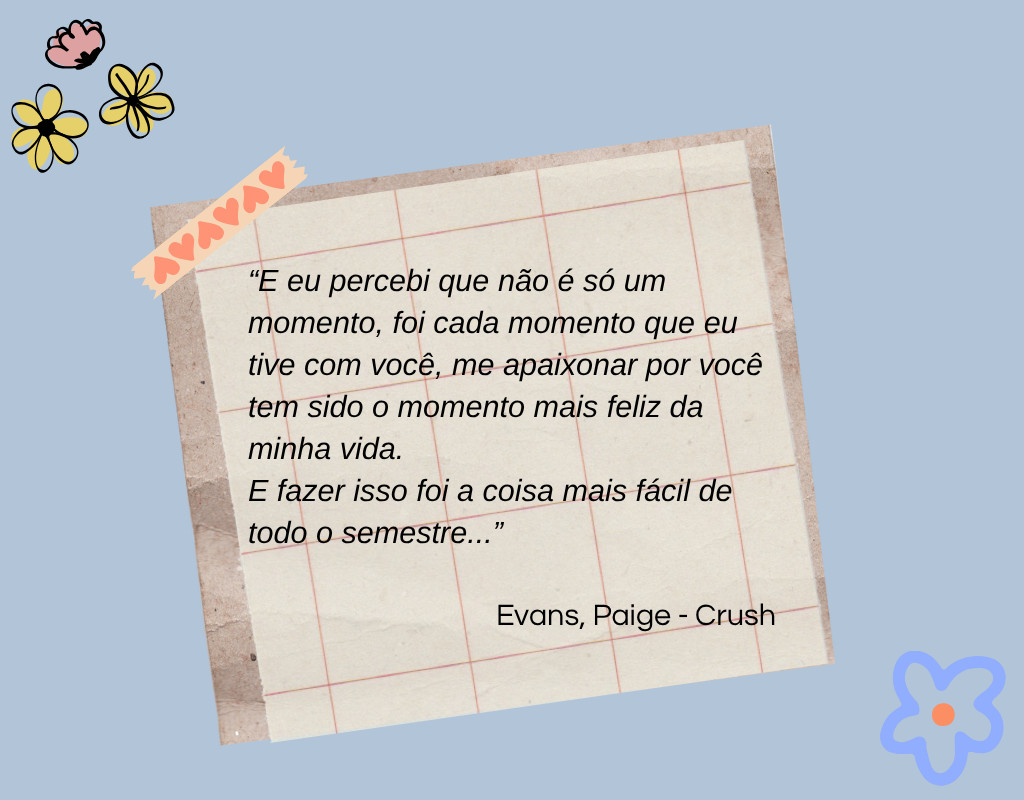 “E eu percebi que não é só um
momento, foi cada momento que eu
tive com você, me apaixonar por você
tem sido o momento mais feliz da
minha vida.
E fazer isso foi a coisa mais fácil de
todo o semestre...”
Evans, Paige - Crush